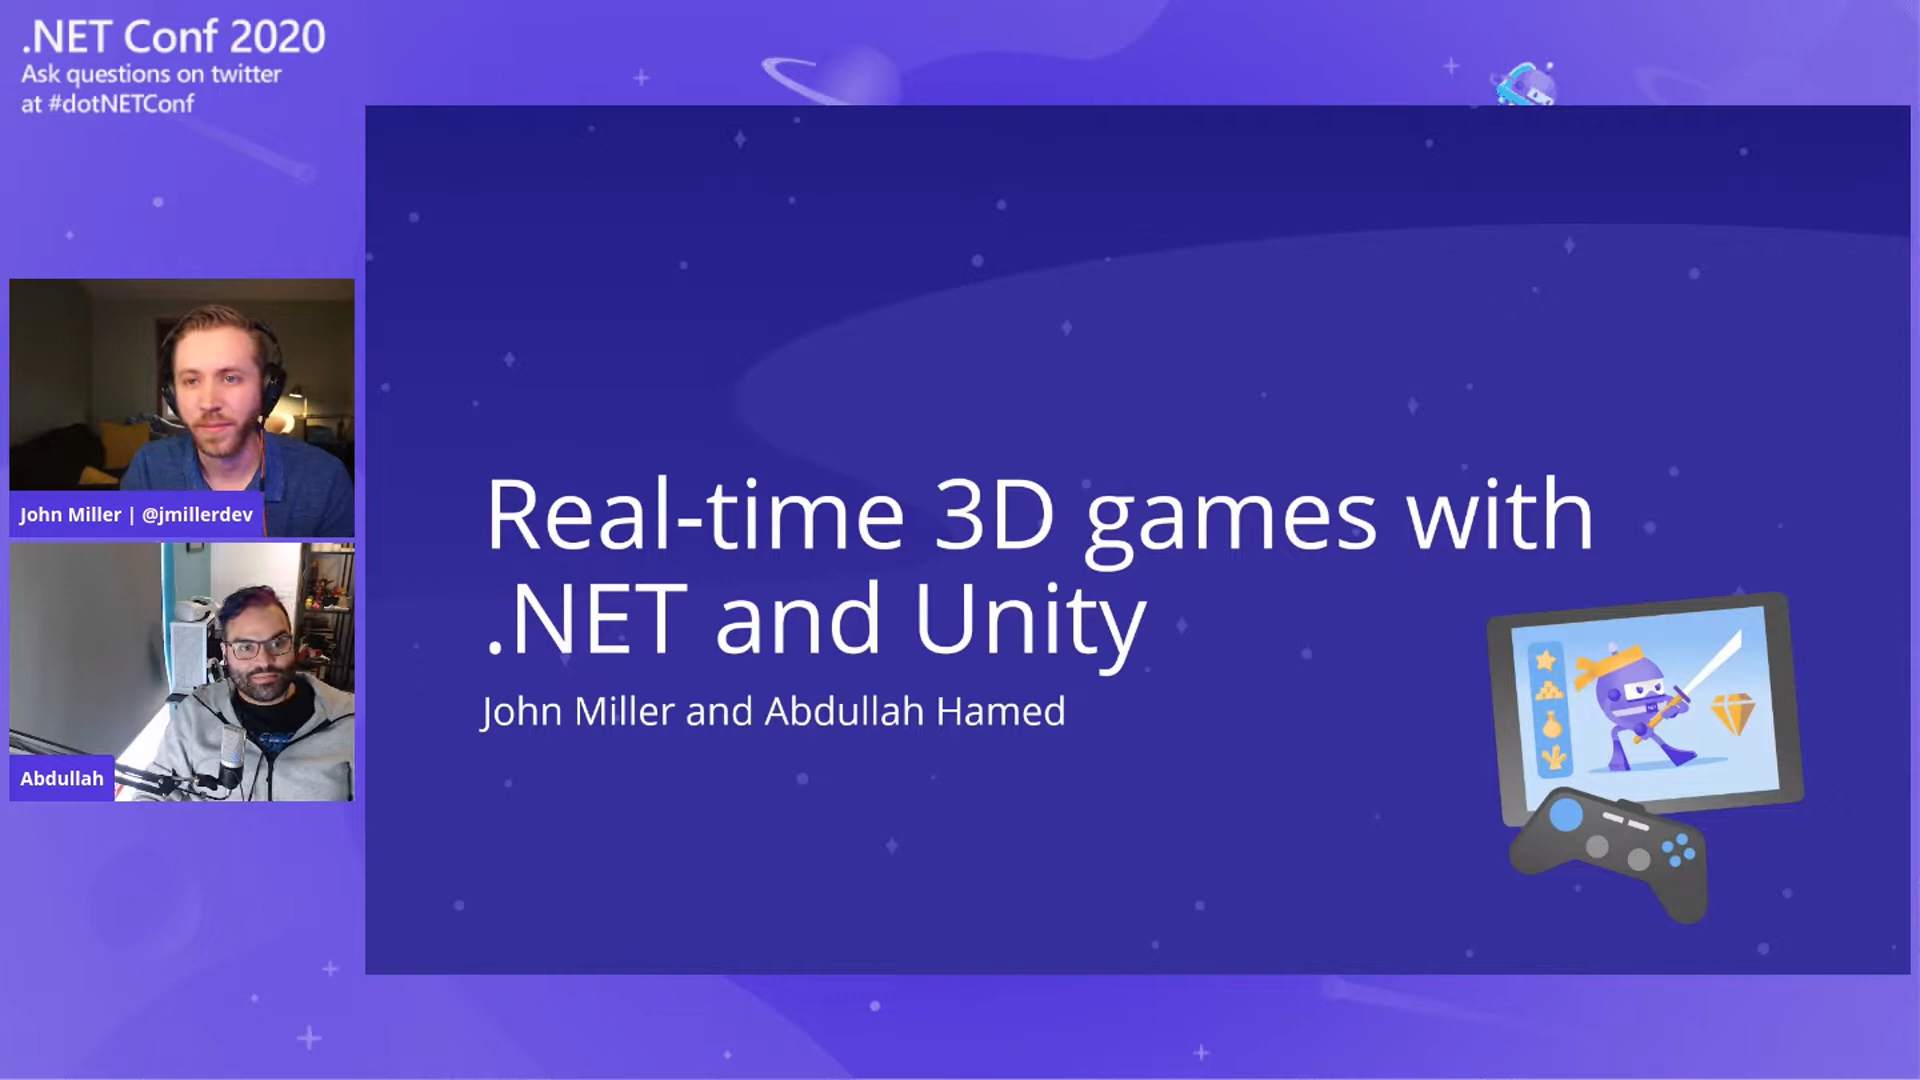 .NET Conf 2020
Ask questions on twitter
at #dotNETConf
John Miller | @jmillerdev
Abdullah
Real-time 3D games with
.NET and Unity
John Miller and Abdullah Hamed